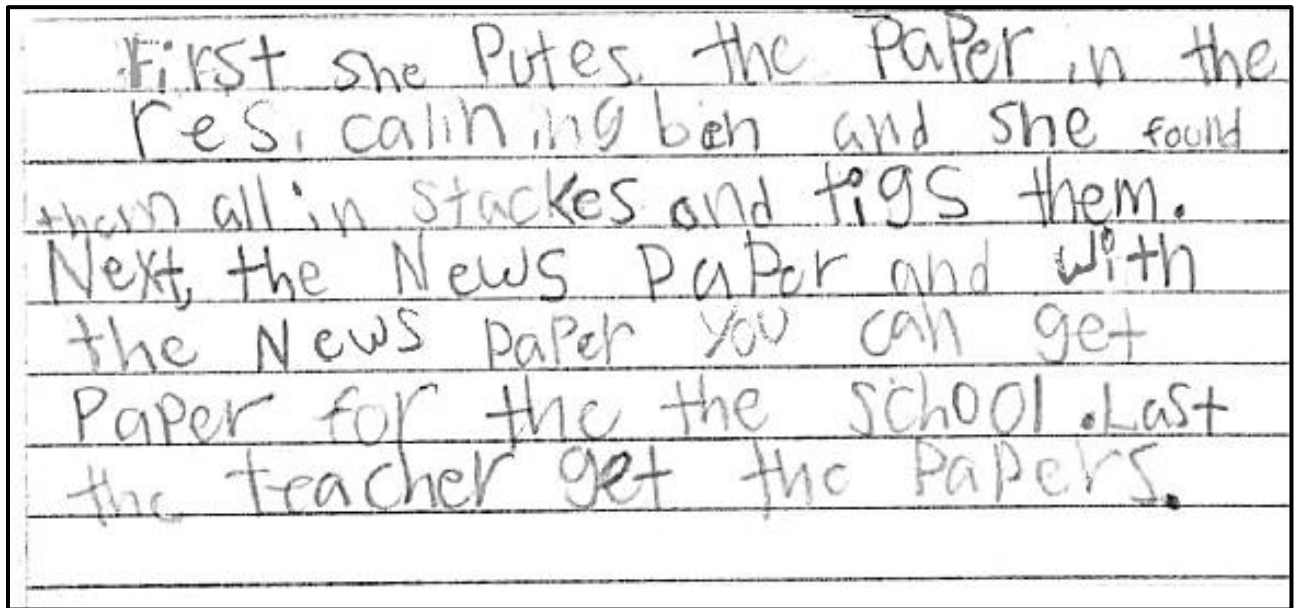 First she Putes the Paper in the
res. calin ing bin and she found
them all in stackes and tigs them.
Next, the News Paper and with
the News paper you can get
Paper for the the school. Last
the teacher get the Papers.